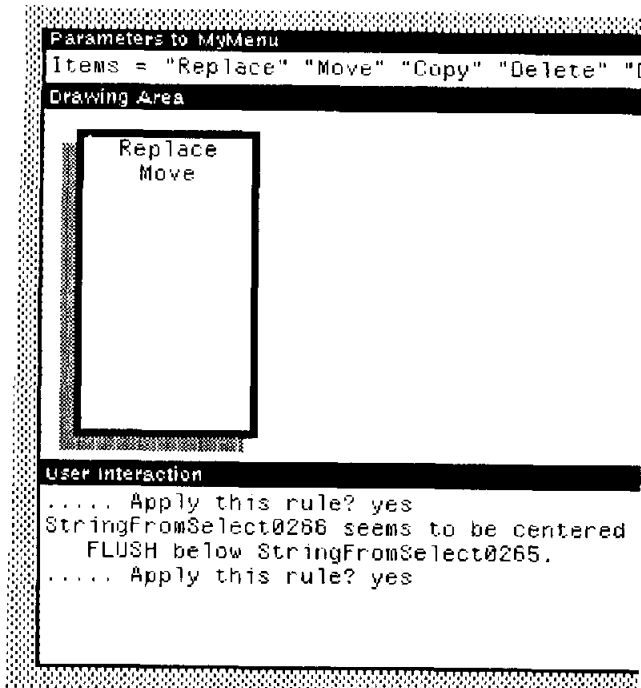 Parameters to MyMenu
Items = "Replace" "Move" "Copy" "Delete" "D
Drawing Area
Replace
Move
User Interaction
..... Apply this rule? yes
StringFromSelect0266 seems to be centered
FLUSH below StringFromSelect0265.
..... Apply this rule? yes